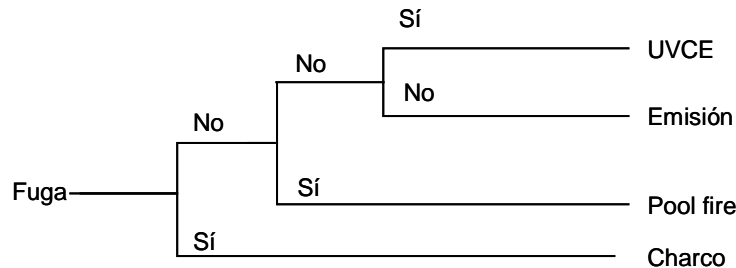 Sí
UVCE
No
No
Emisión
No
Fuga
Sí
Pool fire
Sí
Charco